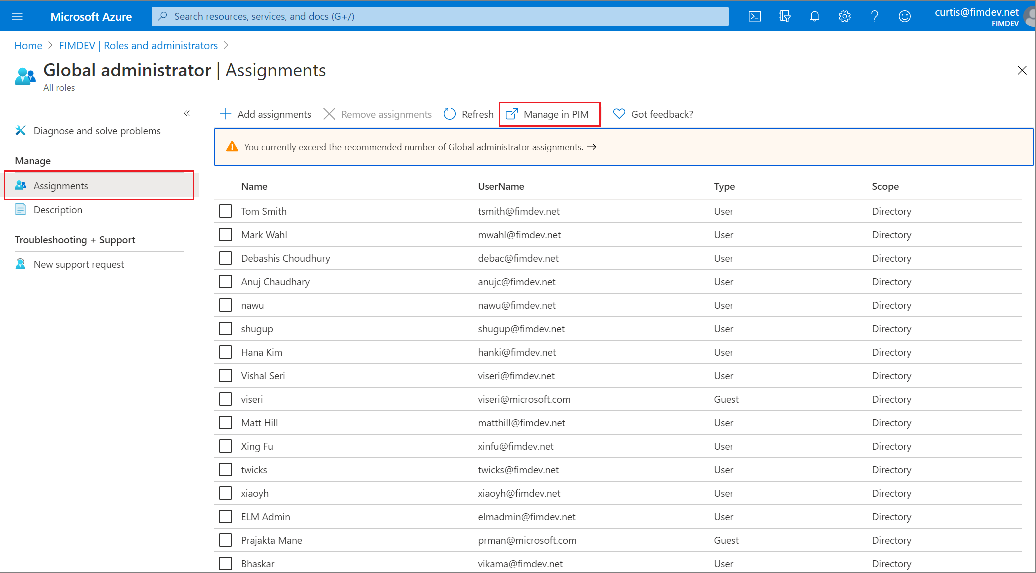 Microsoft Azure
Search resources, services, and docs (G+/)
curtis@fimdev.net
FIMDEV
Home > FIMDEV | Roles and administrators >
Global administrator | Assignments
All roles
«
Diagnose and solve problems
Manage
Assignments
Description
Troubleshooting + Support
New support request
Add assignments Remove assignments Refresh Manage in PIM Got feedback?
You currently exceed the recommended number of Global administrator assignments. →
Name UserName Type Scope
Tom Smith tsmith@fimdev.net User Directory
Mark Wahl mwahl@fimdev.net User Directory
Debashis Choudhury debac@fimdev.net User Directory
Anuj Chaudhary anujc@fimdev.net User Directory
nawu nawu@fimdev.net User Directory
shugup shugup@fimdev.net User Directory
Hana Kim hanki@fimdev.net User Directory
Vishal Seri viseri@fimdev.net User Directory
viseri viseri@microsoft.com Guest Directory
Matt Hill matthill@fimdev.net User Directory
Xing Fu xinfu@fimdev.net User Directory
twicks twicks@fimdev.net User Directory
xiaoyh xiaoyh@fimdev.net User Directory
ELM Admin elmadmin@fimdev.net User Directory
Prajakta Mane prman@microsoft.com Guest Directory
Bhaskar vikama@fimdev.net User Directory